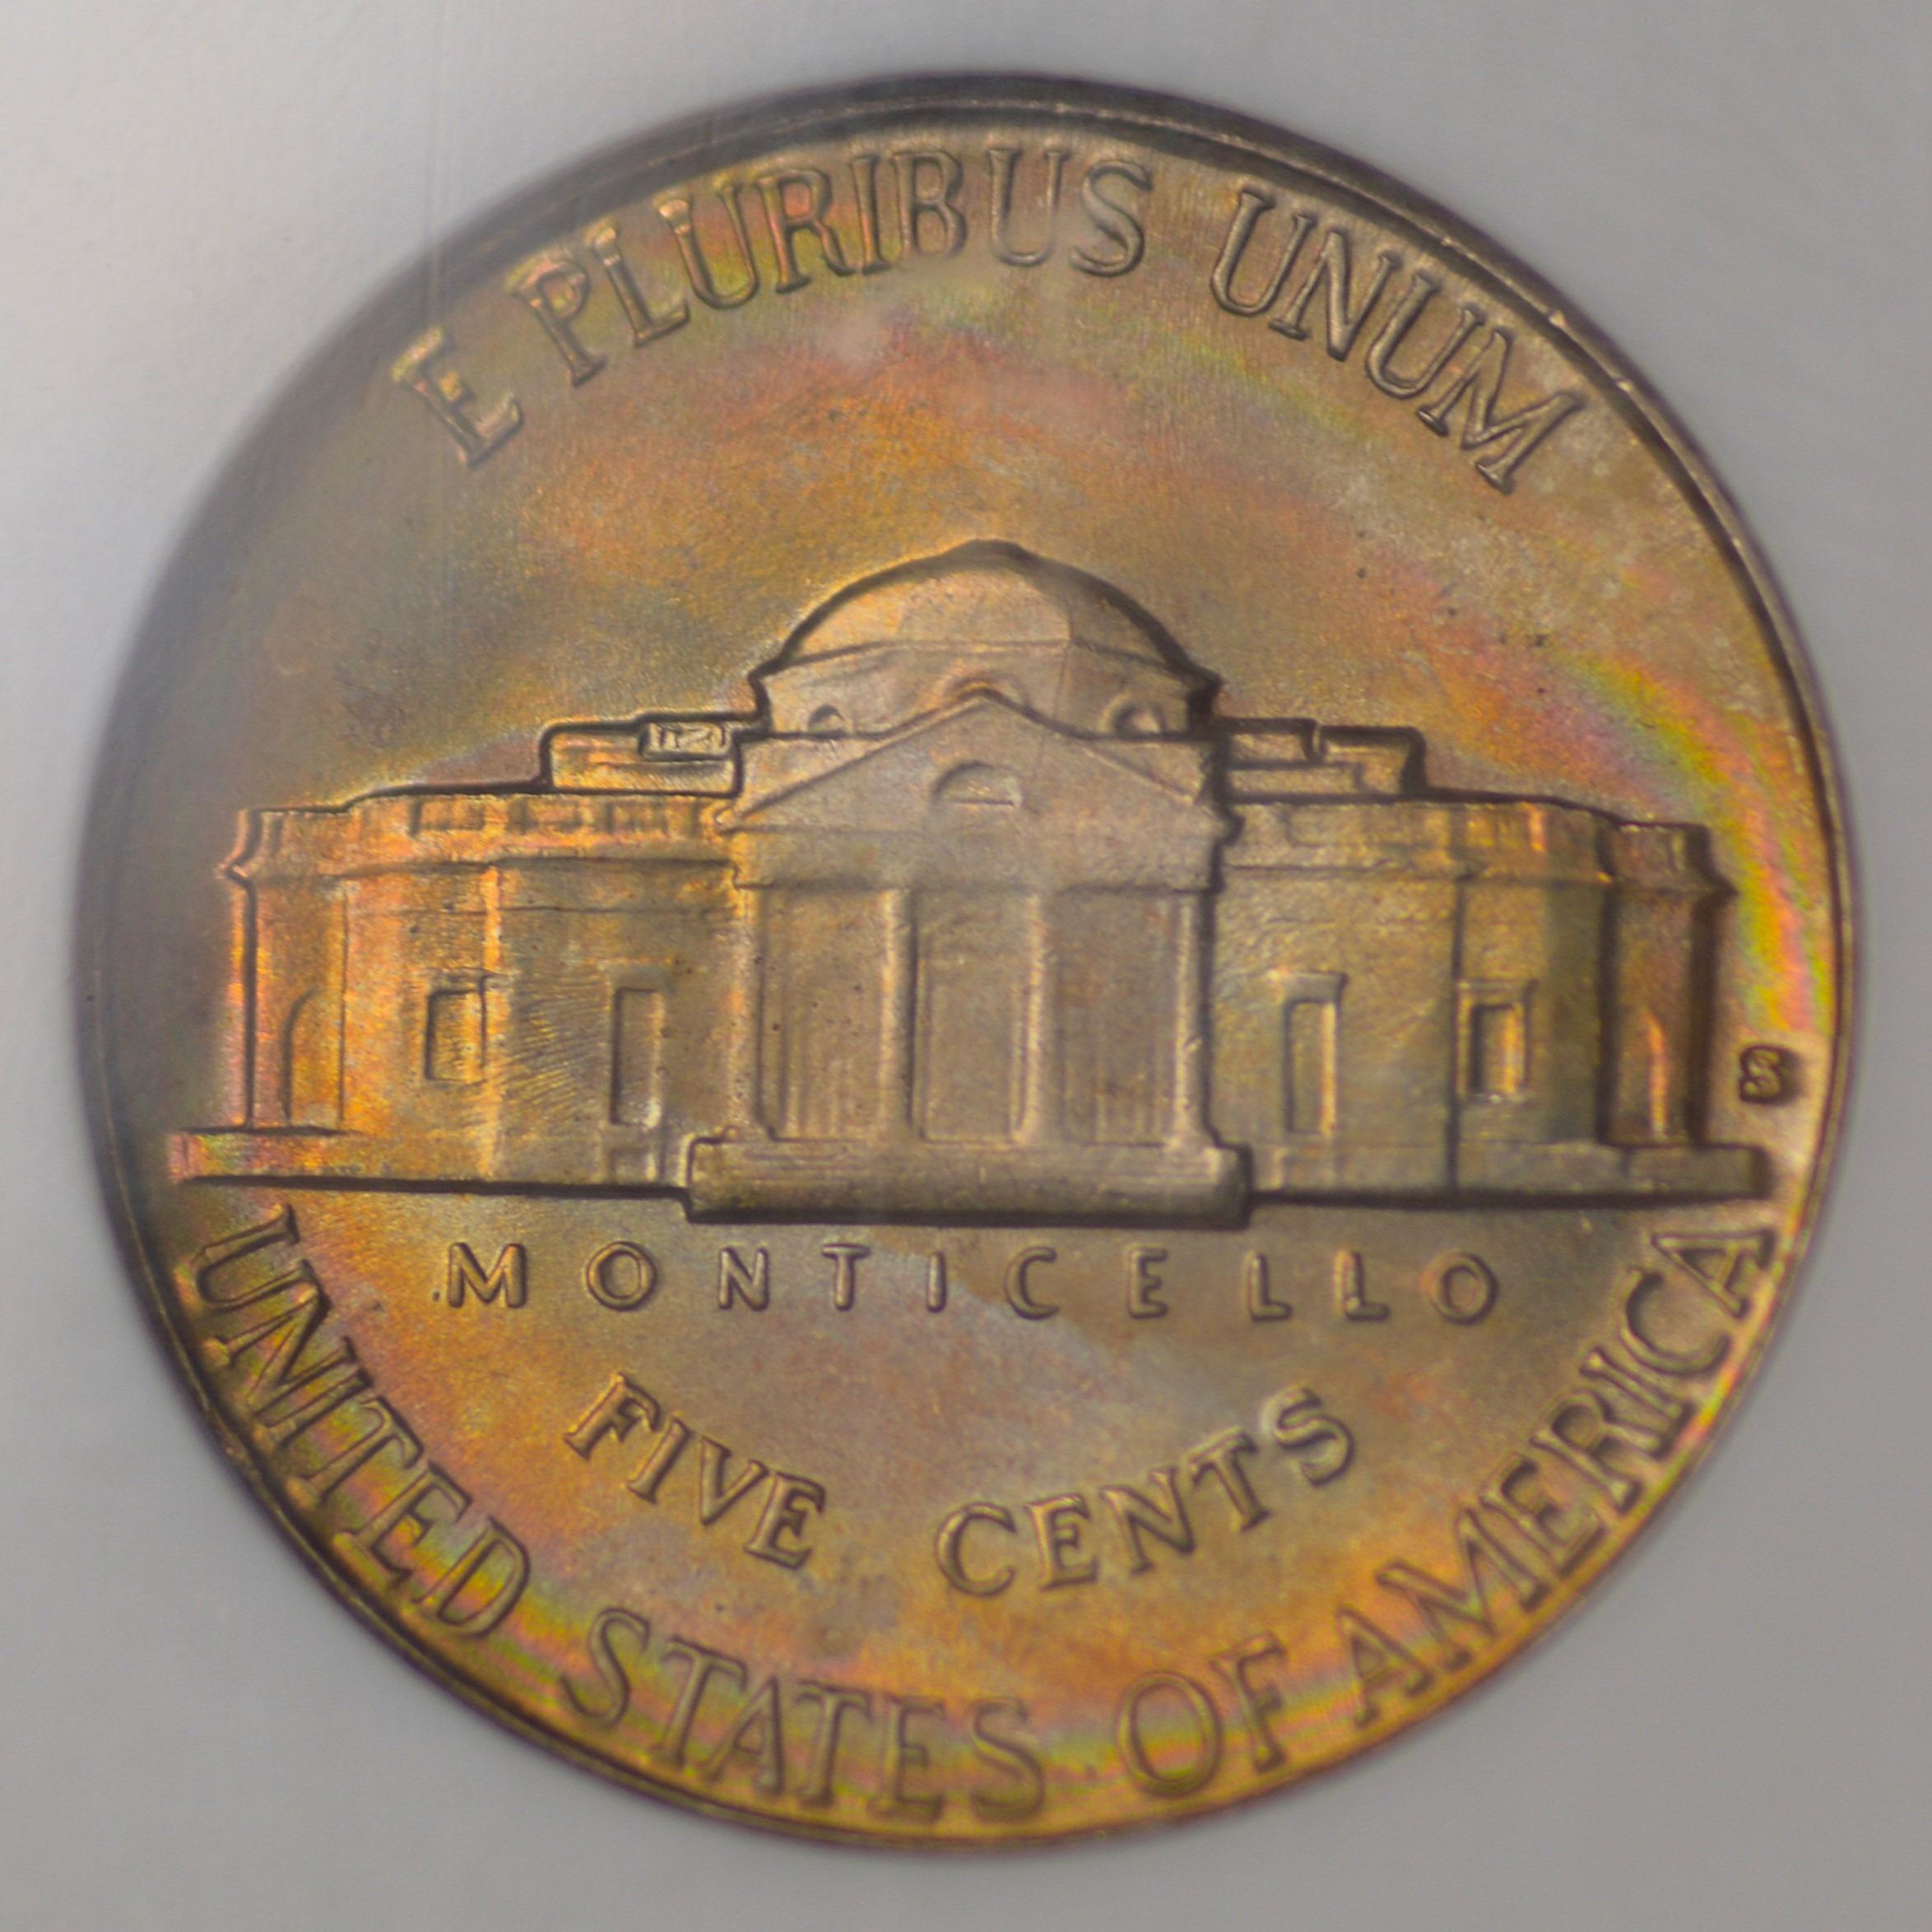 E PLURIBUS UNUM
S
MONTICELLO
FIVE CENTS
UNITED STATES OF AMERICA